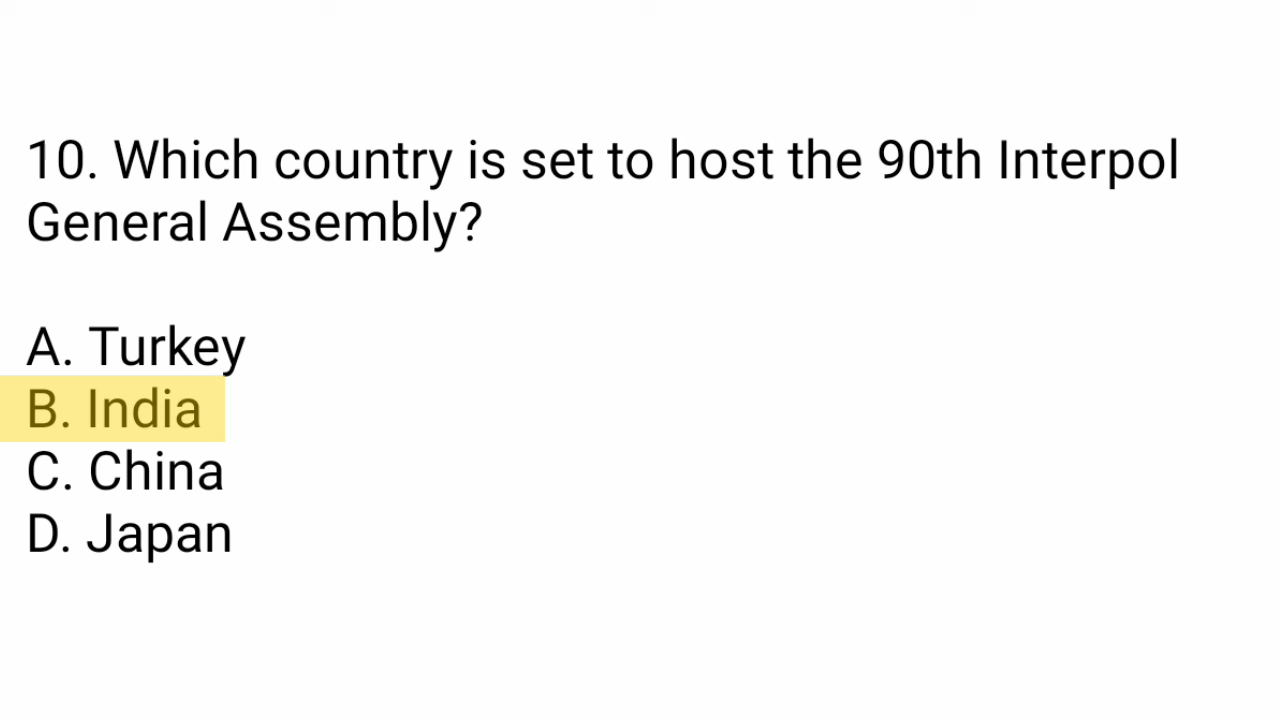 10. Which country is set to host the 90th Interpol
General Assembly?
A. Turkey
B. India
C. China
D. Japan